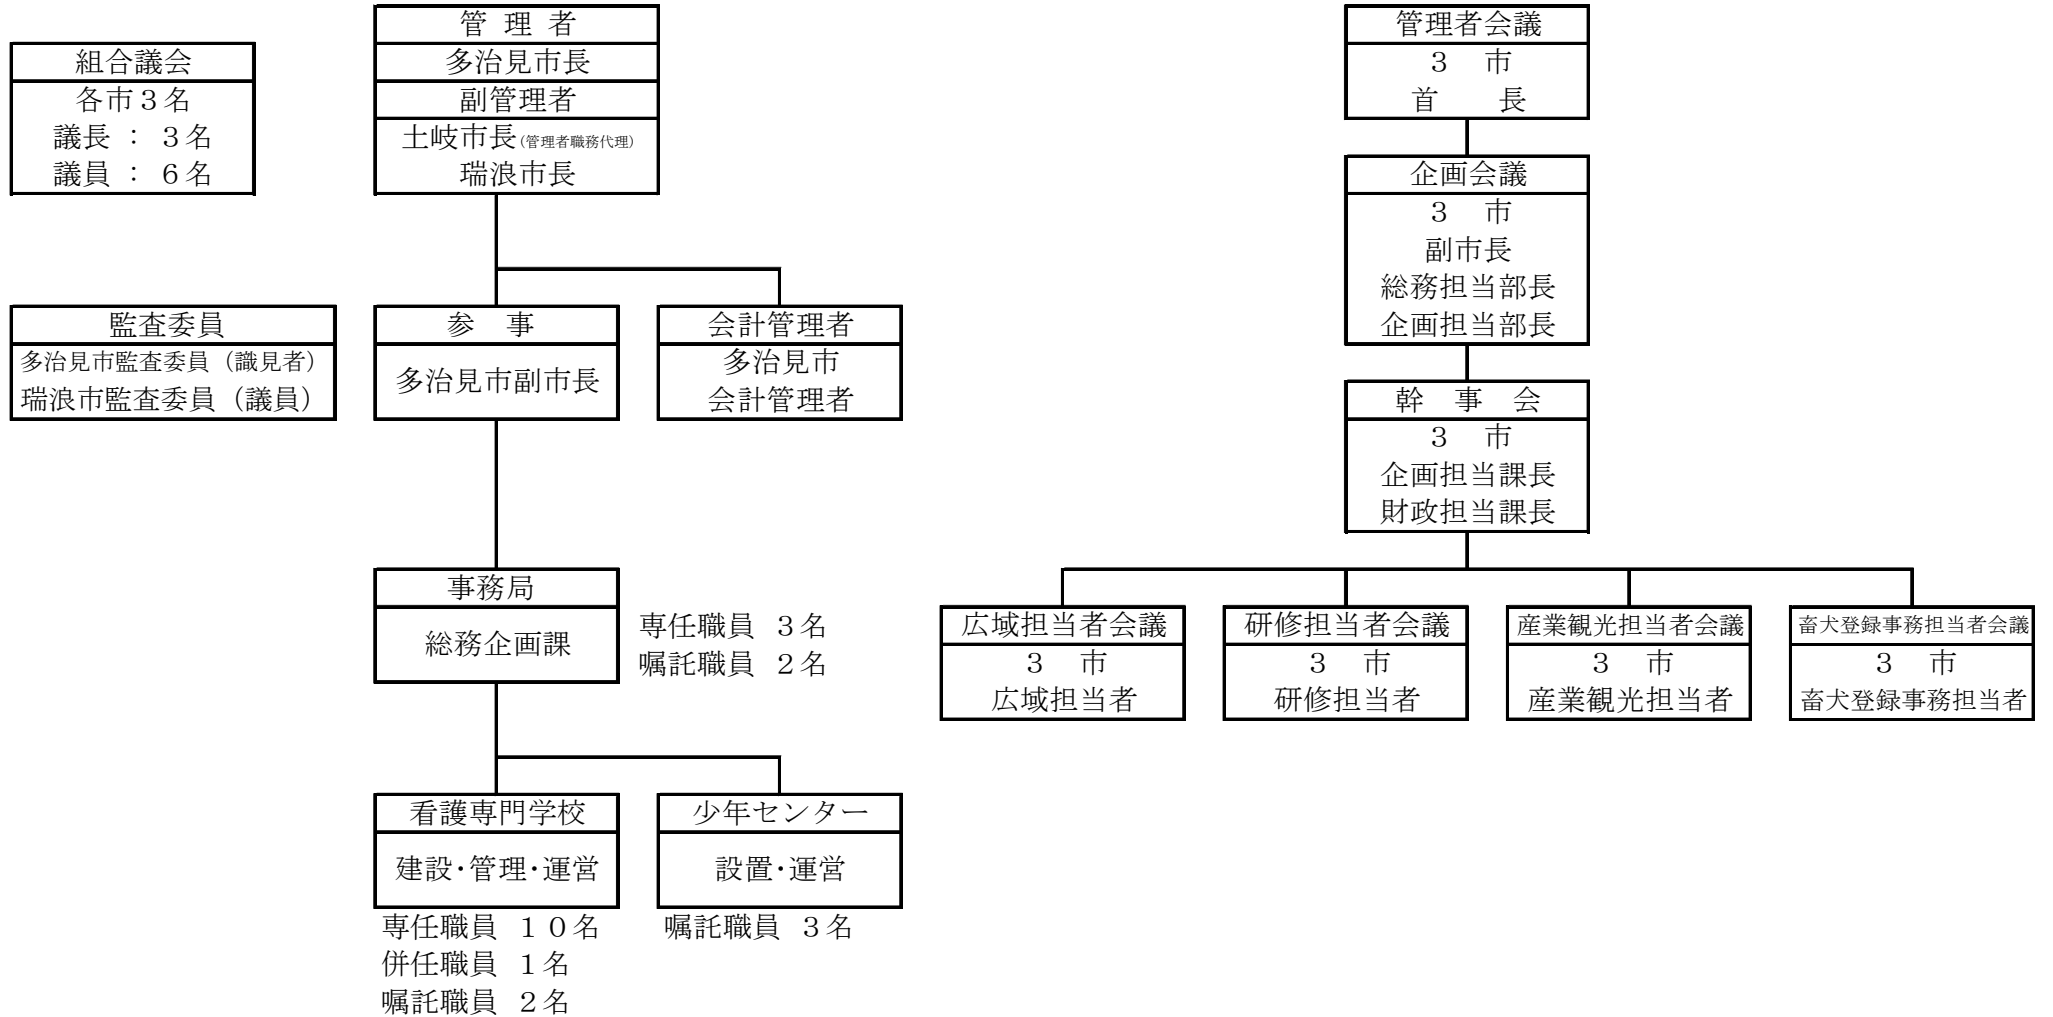 組合議会
各市３名
議長 ： ３名
議員 ： ６名
管 理 者
多治見市長
副管理者
土岐市長(管理者職務代理)
瑞浪市長
監査委員
多治見市監査委員（識見者）
瑞浪市監査委員（議員）
参　事
多治見市副市長
会計管理者
多治見市
会計管理者
事務局
総務企画課
専任職員 ３名
嘱託職員 ２名
看護専門学校
建設･管理･運営
専任職員 １０名
併任職員 １名
嘱託職員 ２名
少年センター
設置･運営
嘱託職員 ３名
管理者会議
３　市
首　　長
企画会議
３　市
副市長
総務担当部長
企画担当部長
幹　事　会
３　市
企画担当課長
財政担当課長
広域担当者会議
３　市
広域担当者
研修担当者会議
３　市
研修担当者
産業観光担当者会議
３　市
産業観光担当者
畜犬登録事務担当者会議
３　市
畜犬登録事務担当者